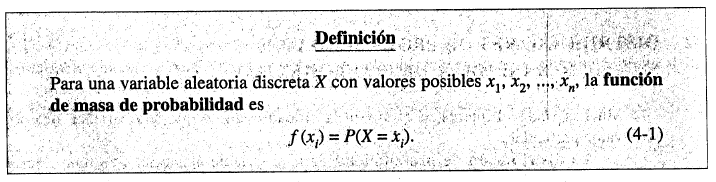 Definición
Para una variable aleatoria discreta X con valores posibles x₁, x₂, ..., xₙ, la función
de masa de probabilidad es
f (xᵢ) = P(X = xᵢ). (4-1)